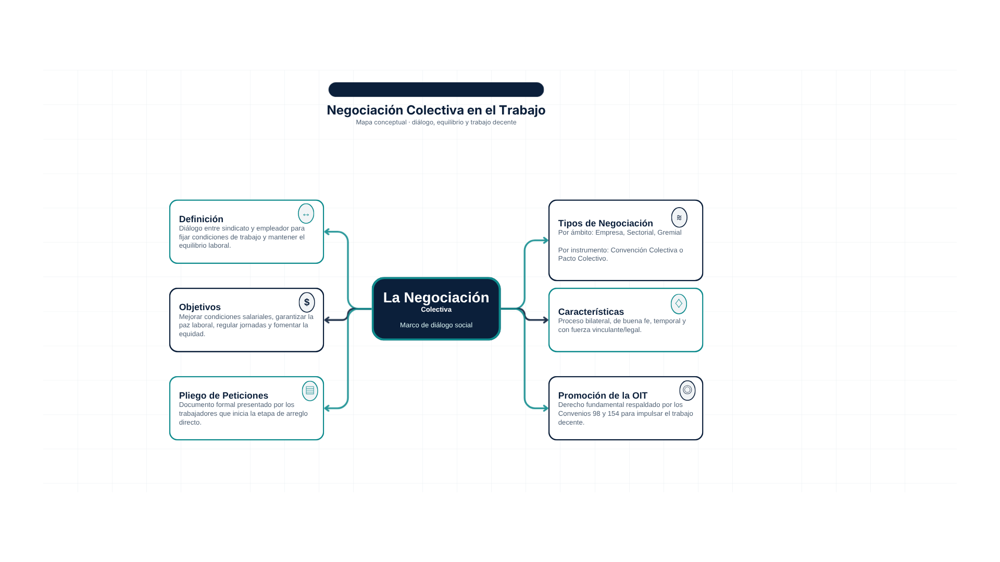 Negociación Colectiva en el Trabajo
Mapa conceptual · diálogo, equilibrio y trabajo decente
Definición
Diálogo entre sindicato y empleador para
fijar condiciones de trabajo y mantener el
equilibrio laboral.
Objetivos
$
Mejorar condiciones salariales, garantizar la
paz laboral, regular jornadas y fomentar la
equidad.
Pliego de Peticiones
Documento formal presentado por los
trabajadores que inicia la etapa de arreglo
directo.
La Negociación
Colectiva
Marco de diálogo social
Tipos de Negociación
Por ámbito: Empresa, Sectorial, Gremial
Por instrumento: Convención Colectiva o
Pacto Colectivo.
Características
Proceso bilateral, de buena fe, temporal y
con fuerza vinculante/legal.
Promoción de la OIT
Derecho fundamental respaldado por los
Convenios 98 y 154 para impulsar el trabajo
decente.